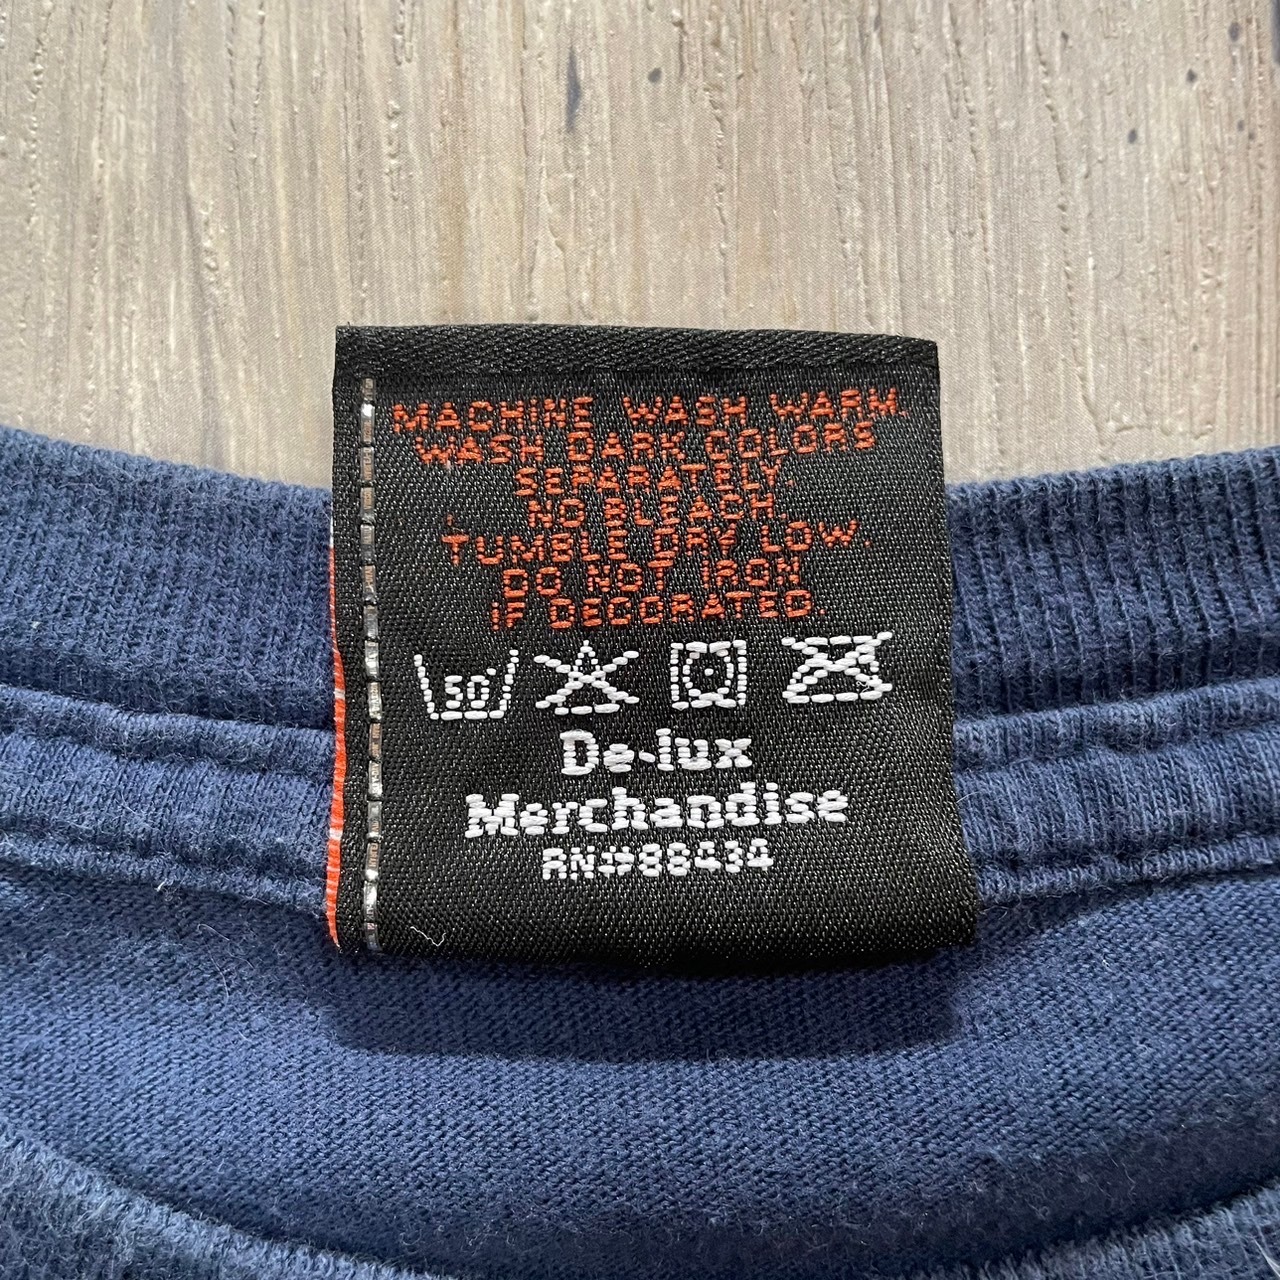 MACHINE WASH WARM.
WASH DARK COLORS
SEPARATELY.
NO BLEACH
TUMBLE DRY LOW.
DO NOT IRON
IF DECORATED.
50°
De-lux
Merchandise
RN#88434